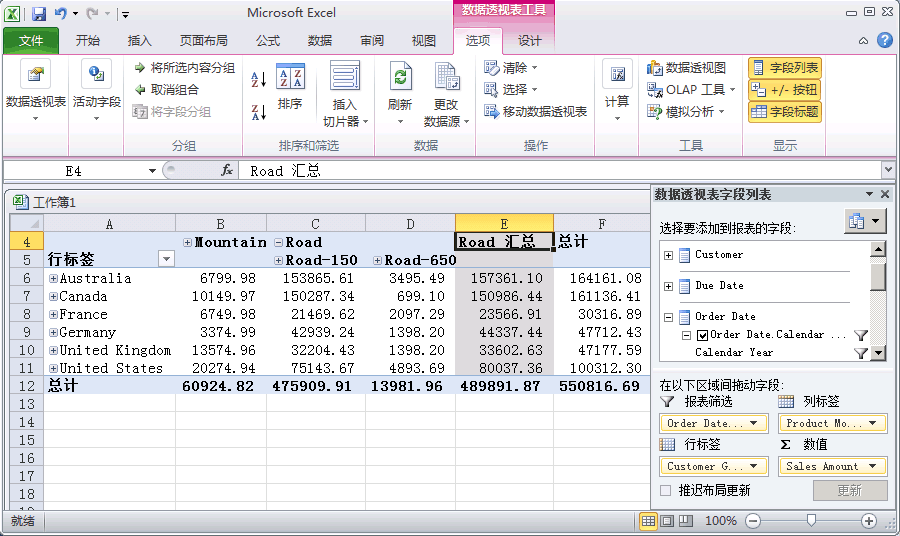 Microsoft Excel
数据透视表工具
文件 开始 插入 页面布局 公式 数据 审阅 视图 选项 设计
数据透视表
活动字段
将所选内容分组
取消组合
将字段分组
分组
排序
插入
切片器
排序和筛选
刷新
更改
数据源
数据
清除
选择
移动数据透视表
操作
计算
数据透视图
OLAP 工具
模拟分析
工具
字段列表
+/- 按钮
字段标题
显示
E4 fx Road 汇总
工作簿1
A B C D E F
4 Mountain Road Road 汇总 总计
5 行标签 Road-150 Road-650
6 Australia 6799.98 153865.61 3495.49 157361.10 164161.08
7 Canada 10149.97 150287.34 699.10 150986.44 161136.41
8 France 6749.98 21469.62 2097.29 23566.91 30316.89
9 Germany 3374.99 42939.24 1398.20 44337.44 47712.43
10 United Kingdom 13574.96 32204.43 1398.20 33602.63 47177.59
11 United States 20274.94 75143.67 4893.69 80037.36 100312.30
12 总计 60924.82 475909.91 13981.96 489891.87 550816.69
13
14
15
16
17
18
数据透视表字段列表
选择要添加到报表的字段:
Customer
Due Date
Order Date
Order Date.Calendar ...
Calendar Year
在以下区域间拖动字段:
报表筛选 列标签
Order Date... Product Mo...
行标签 Σ 数值
Customer G... Sales Amount
推迟布局更新 更新
就绪 100%